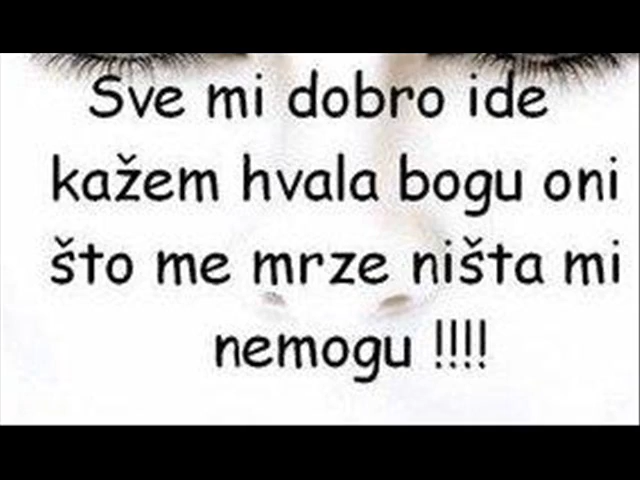 Sve mi dobro ide
kažem hvala bogu oni
što me mrze ništa mi
nemogu !!!!